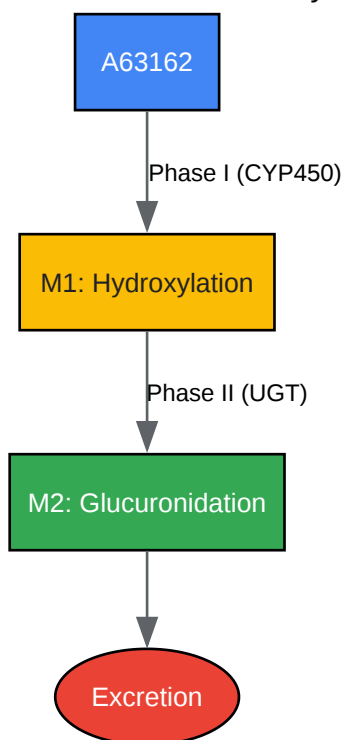 A63162
Phase I (CYP450)
M1: Hydroxylation
Phase II (UGT)
M2: Glucuronidation
Excretion